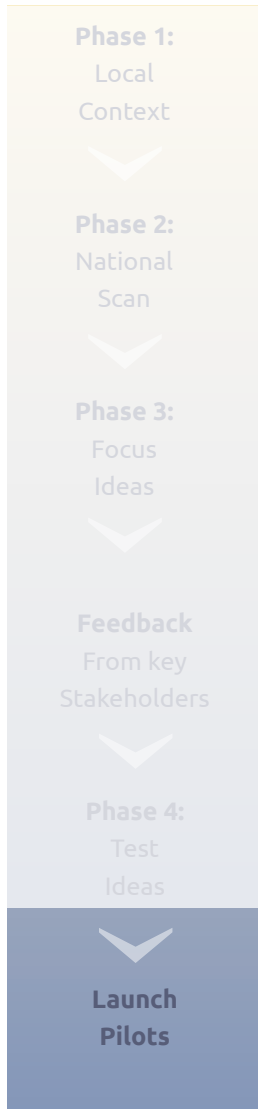 Phase 1:
Local
Context
Phase 2:
National
Scan
Phase 3:
Focus
Ideas
Feedback
From key
Stakeholders
Phase 4:
Test
Ideas
Launch
Pilots